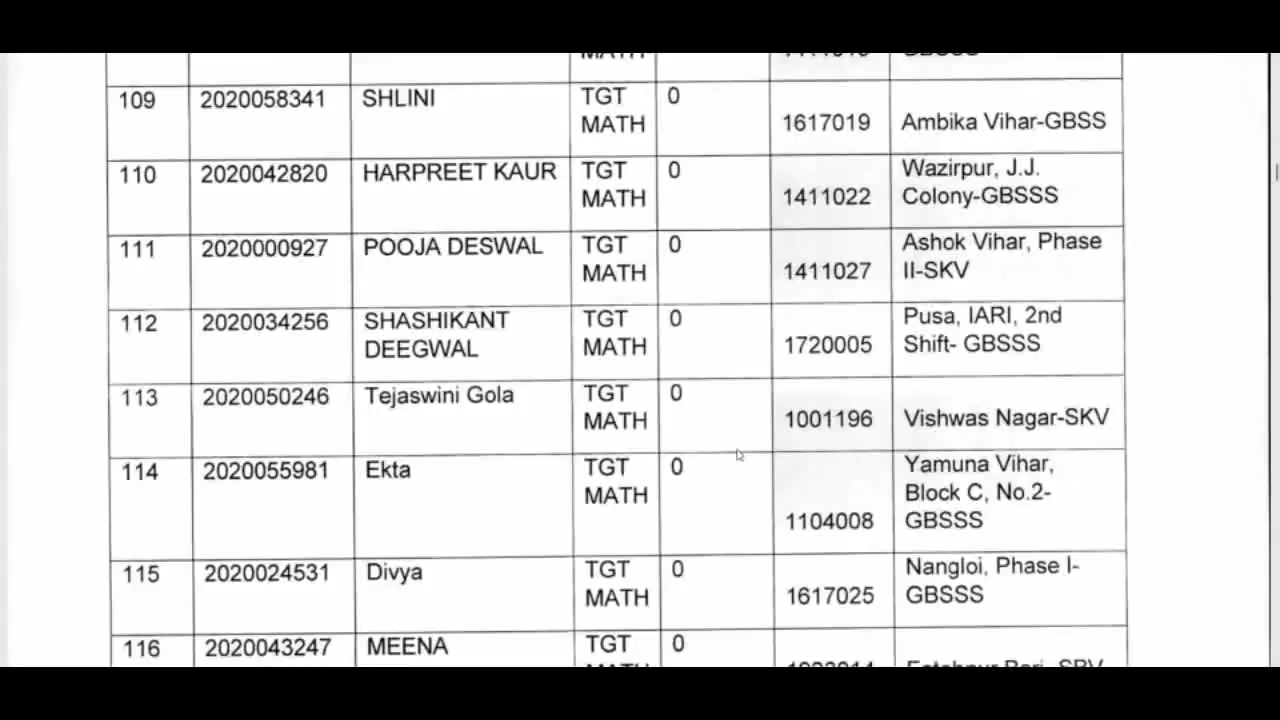 MATH
109 2020058341 SHLINI TGT 0
MATH 1617019 Ambika Vihar-GBSS
110 2020042820 HARPREET KAUR TGT 0 Wazirpur, J.J.
MATH 1411022 Colony-GBSSS
111 2020000927 POOJA DESWAL TGT 0 Ashok Vihar, Phase
MATH 1411027 II-SKV
112 2020034256 SHASHIKANT TGT 0 Pusa, IARI, 2nd
DEEGWAL MATH 1720005 Shift- GBSSS
113 2020050246 Tejaswini Gola TGT 0
MATH 1001196 Vishwas Nagar-SKV
114 2020055981 Ekta TGT 0 Yamuna Vihar,
MATH Block C, No.2-
1104008 GBSSS
115 2020024531 Divya TGT 0 Nangloi, Phase I-
MATH 1617025 GBSSS
116 2020043247 MEENA TGT 0